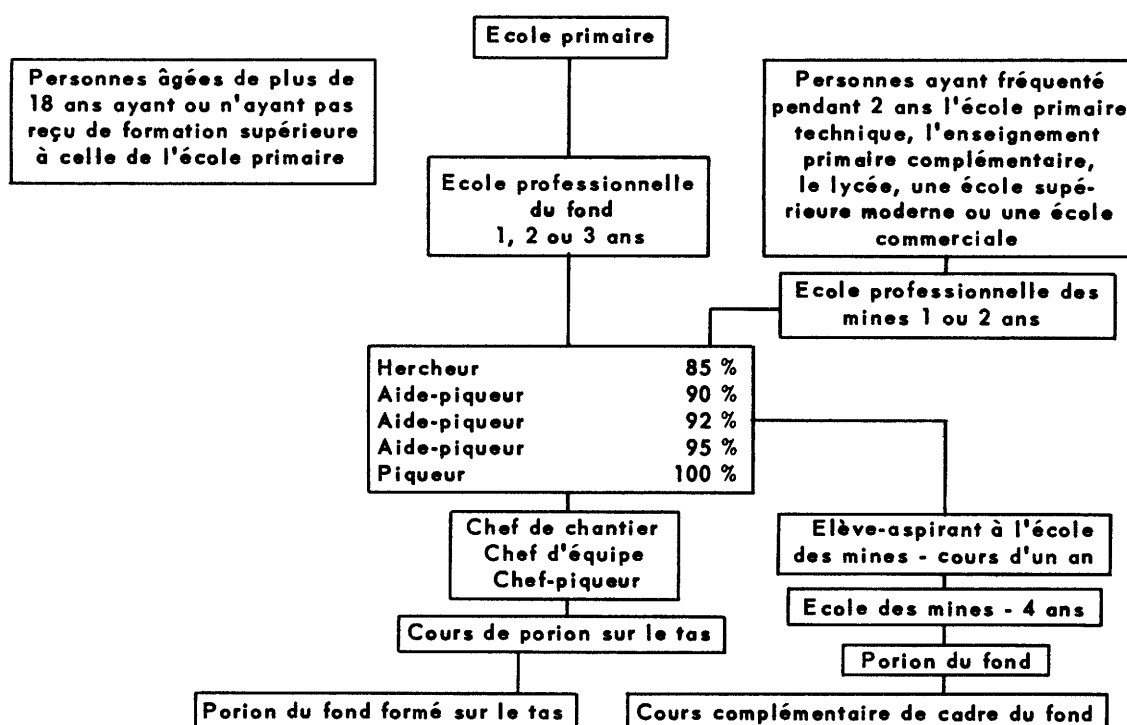 Ecole primaire
Personnes âgées de plus de
18 ans ayant ou n'ayant pas
reçu de formation supérieure
à celle de l'école primaire
Personnes ayant fréquenté
pendant 2 ans l'école primaire
technique, l'enseignement
primaire complémentaire,
le lycée, une école supé-
rieure moderne ou une école
commerciale
Ecole professionnelle
du fond
1, 2 ou 3 ans
Ecole professionnelle des
mines 1 ou 2 ans
Hercheur 85 %
Aide-piqueur 90 %
Aide-piqueur 92 %
Aide-piqueur 95 %
Piqueur 100 %
Chef de chantier
Chef d'équipe
Chef-piqueur
Elève-aspirant à l'école
des mines - cours d'un an
Ecole des mines - 4 ans
Cours de porion sur le tas
Porion du fond
Porion du fond formé sur le tas
Cours complémentaire de cadre du fond